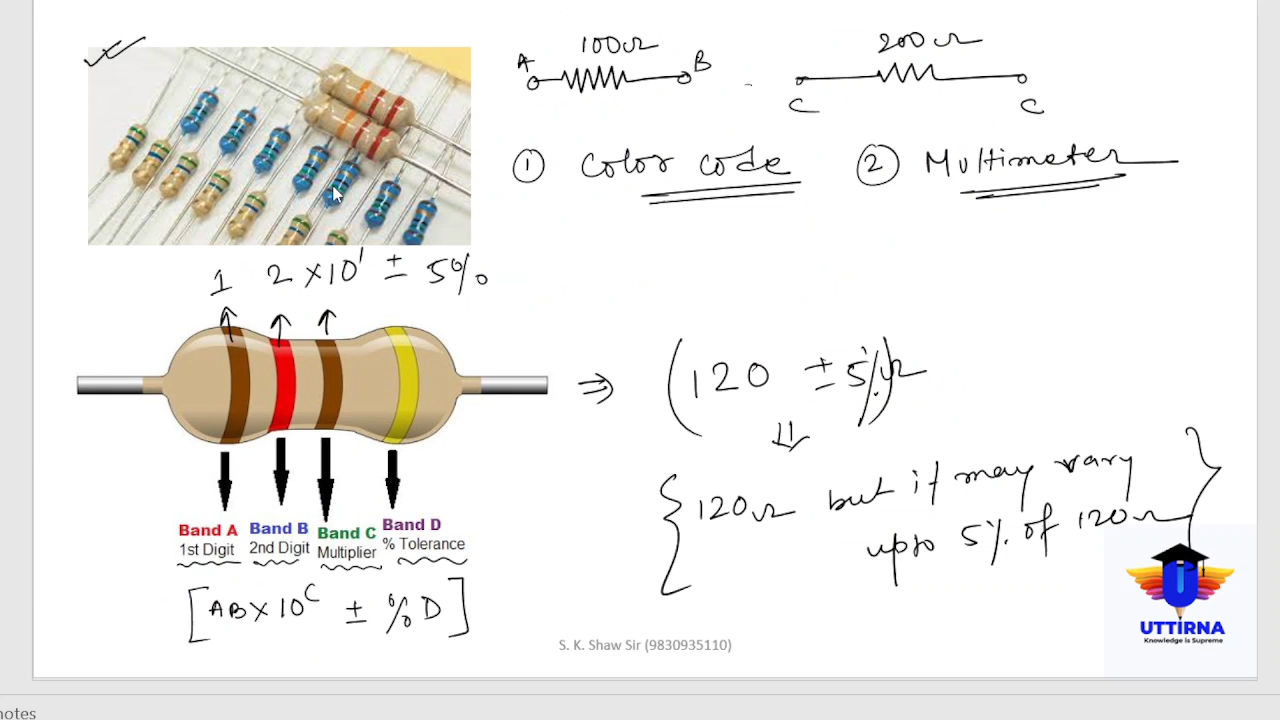 100Ω
200Ω
A
B
C
C
① Color code
② Multimeter
1 2 × 10¹ ± 5%
(120 ± 5%)Ω
120Ω but it may vary
upto 5% of 120Ω
Band A
1st Digit
Band B
2nd Digit
Band C
Multiplier
Band D
% Tolerance
[AB × 10ᶜ ± %D]
S. K. Shaw Sir (9830935110)
UTTIRNA
Knowledge is Supreme
notes